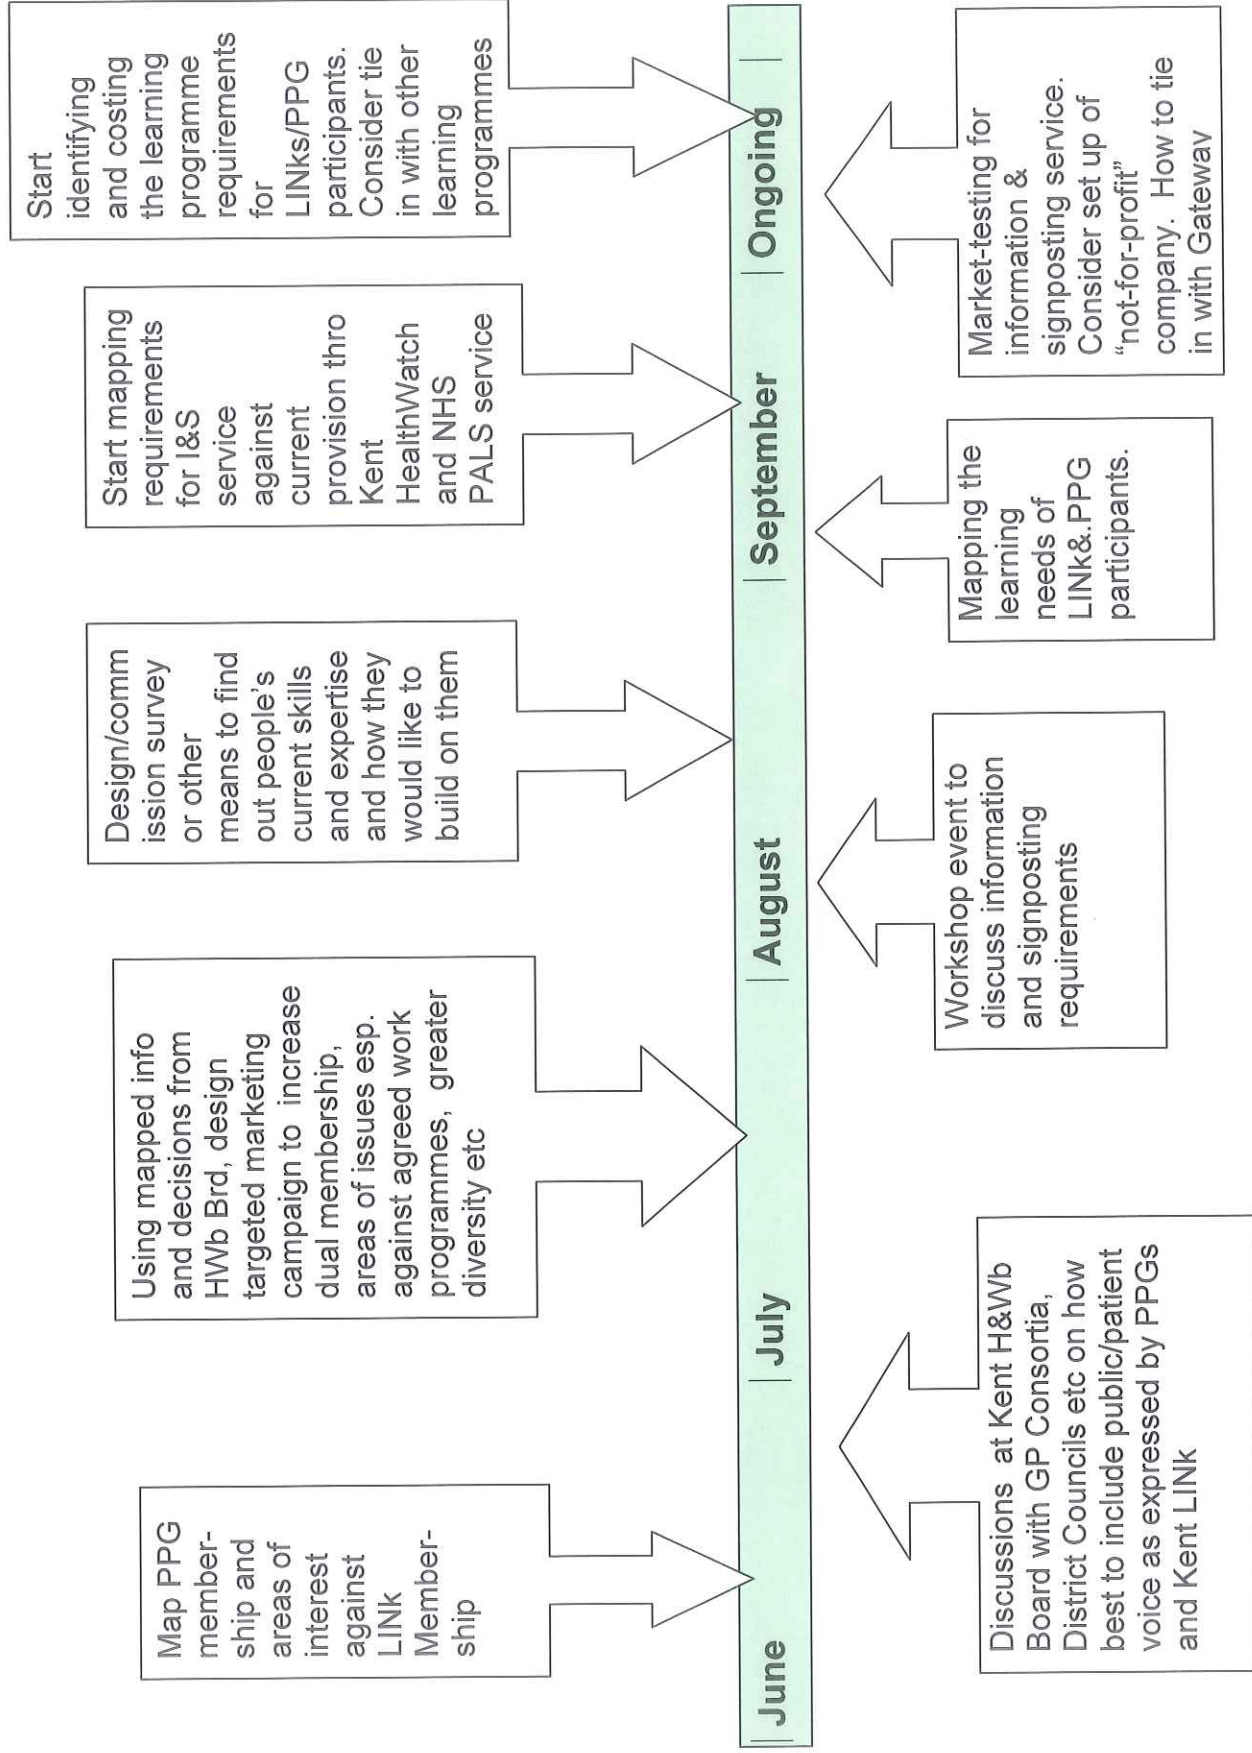 Map PPG
member-
ship and
areas of
interest
against
LINk
Member-
ship
Using mapped info
and decisions from
HWb Brd, design
targeted marketing
campaign to increase
dual membership,
areas of issues esp.
against agreed work
programmes, greater
diversity etc
Design/comm
ission survey
or other
means to find
out people's
current skills
and expertise
and how they
would like to
build on them
Start mapping
requirements
for I&S
service
against
current
provision thro
Kent
HealthWatch
and NHS
PALS service
Start
identifying
and costing
the learning
programme
requirements
for
LINks/PPG
participants.
Consider tie
in with other
learning
programmes
June | July | August | September | Ongoing |
Discussions at Kent H&Wb
Board with GP Consortia,
District Councils etc on how
best to include public/patient
voice as expressed by PPGs
and Kent LINk
Workshop event to
discuss information
and signposting
requirements
Mapping the
learning
needs of
LINk&.PPG
participants.
Market-testing for
information &
signposting service.
Consider set up of
“not-for-profit”
company. How to tie
in with Gateway